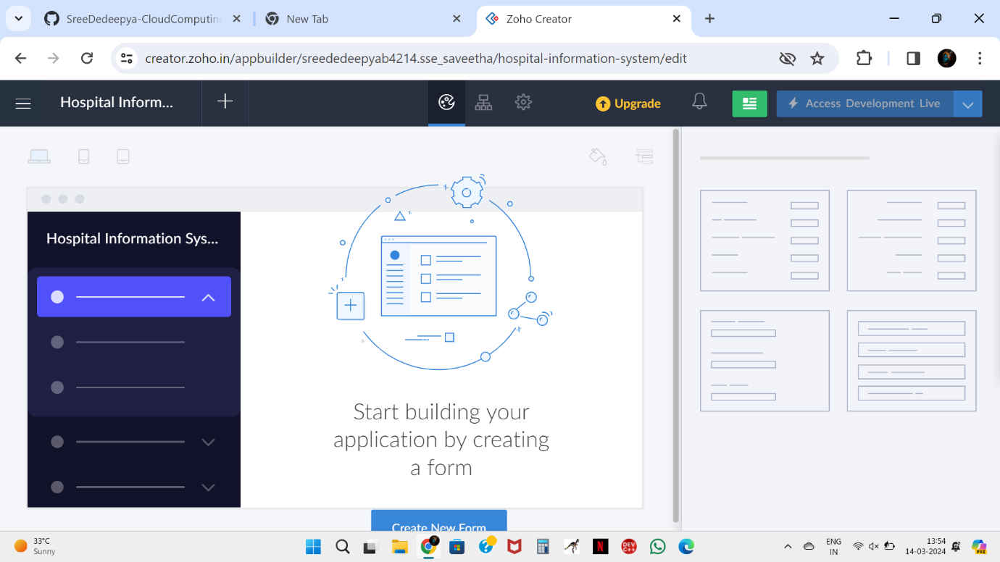 SreeDedeepya-CloudComputin
New Tab
Zoho Creator
creator.zoho.in/appbuilder/sreededeepyab4214.sse_saveetha/hospital-information-system/edit
Hospital Inform...
Upgrade
Access Development Live
Hospital Information Sys...
Start building your
application by creating
a form
Create New Form
33°C
Sunny
N
DEV
C++
ENG
IN
13:54
14-03-2024
PRE